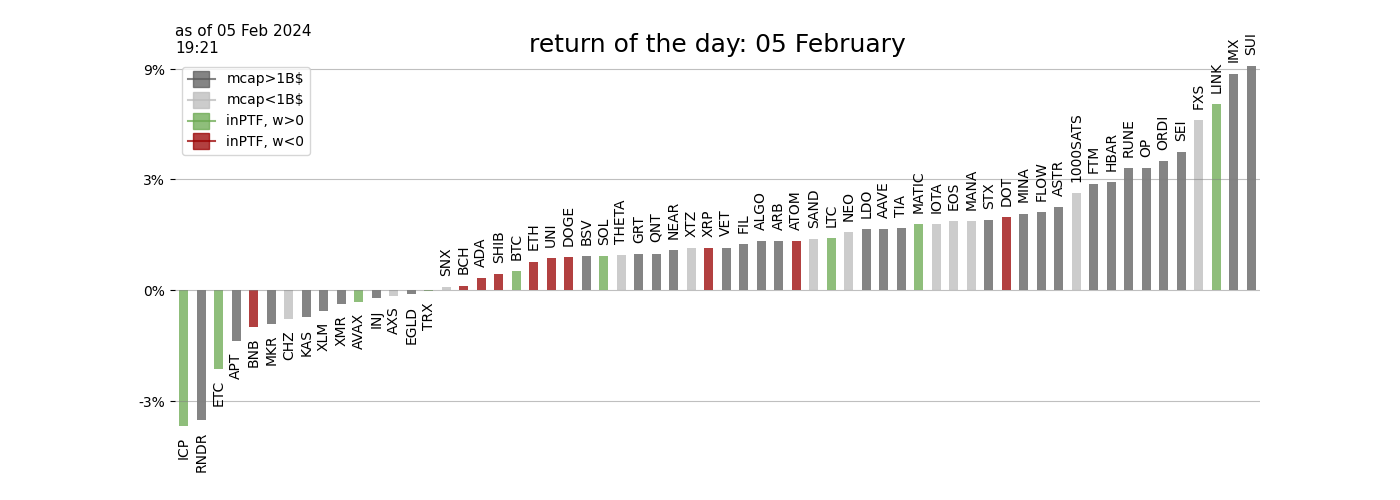 as of 05 Feb 2024
19:21
return of the day: 05 February
mcap>1B$
mcap<1B$
inPTF, w>0
inPTF, w<0
9%
3%
0%
-3%
ICP
RNDR
ETC
APT
BNB
MKR
CHZ
KAS
XLM
XMR
AVAX
INJ
AXS
EGLD
TRX
SNX
BCH
ADA
SHIB
BTC
ETH
UNI
DOGE
BSV
SOL
THETA
GRT
QNT
NEAR
XTZ
XRP
VET
FIL
ALGO
ARB
ATOM
SAND
LTC
NEO
LDO
AAVE
TIA
MATIC
IOTA
EOS
MANA
STX
DOT
MINA
FLOW
ASTR
1000SATS
FTM
HBAR
RUNE
OP
ORDI
SEI
FXS
LINK
IMX
SUI